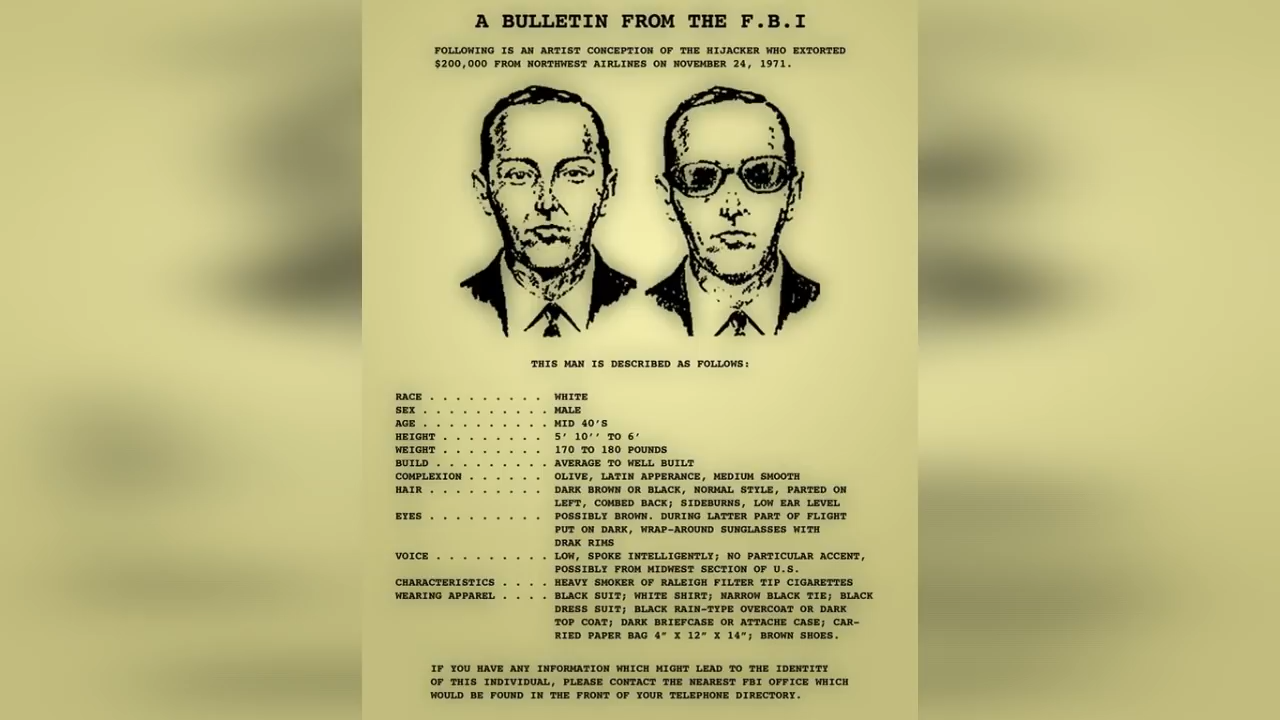 A BULLETIN FROM THE F.B.I
FOLLOWING IS AN ARTIST CONCEPTION OF THE HIJACKER WHO EXTORTED
$200,000 FROM NORTHWEST AIRLINES ON NOVEMBER 24, 1971.
THIS MAN IS DESCRIBED AS FOLLOWS:
RACE . . . . . . . . . WHITE
SEX . . . . . . . . . . MALE
AGE . . . . . . . . . . MID 40'S
HEIGHT . . . . . . . . 5' 10'' TO 6'
WEIGHT . . . . . . . . 170 TO 180 POUNDS
BUILD . . . . . . . . . AVERAGE TO WELL BUILT
COMPLEXION . . . . . . OLIVE, LATIN APPERANCE, MEDIUM SMOOTH
HAIR . . . . . . . . . DARK BROWN OR BLACK, NORMAL STYLE, PARTED ON
LEFT, COMBED BACK; SIDEBURNS, LOW EAR LEVEL
EYES . . . . . . . . . POSSIBLY BROWN. DURING LATTER PART OF FLIGHT
PUT ON DARK, WRAP-AROUND SUNGLASSES WITH
DRAK RIMS
VOICE . . . . . . . . . LOW, SPOKE INTELLIGENTLY; NO PARTICULAR ACCENT,
POSSIBLY FROM MIDWEST SECTION OF U.S.
CHARACTERISTICS . . . . HEAVY SMOKER OF RALEIGH FILTER TIP CIGARETTES
WEARING APPAREL . . . . BLACK SUIT; WHITE SHIRT; NARROW BLACK TIE; BLACK
DRESS SUIT; BLACK RAIN-TYPE OVERCOAT OR DARK
TOP COAT; DARK BRIEFCASE OR ATTACHE CASE; CAR-
RIED PAPER BAG 4" X 12" X 14"; BROWN SHOES.
IF YOU HAVE ANY INFORMATION WHICH MIGHT LEAD TO THE IDENTITY
OF THIS INDIVIDUAL, PLEASE CONTACT THE NEAREST FBI OFFICE WHICH
WOULD BE FOUND IN THE FRONT OF YOUR TELEPHONE DIRECTORY.